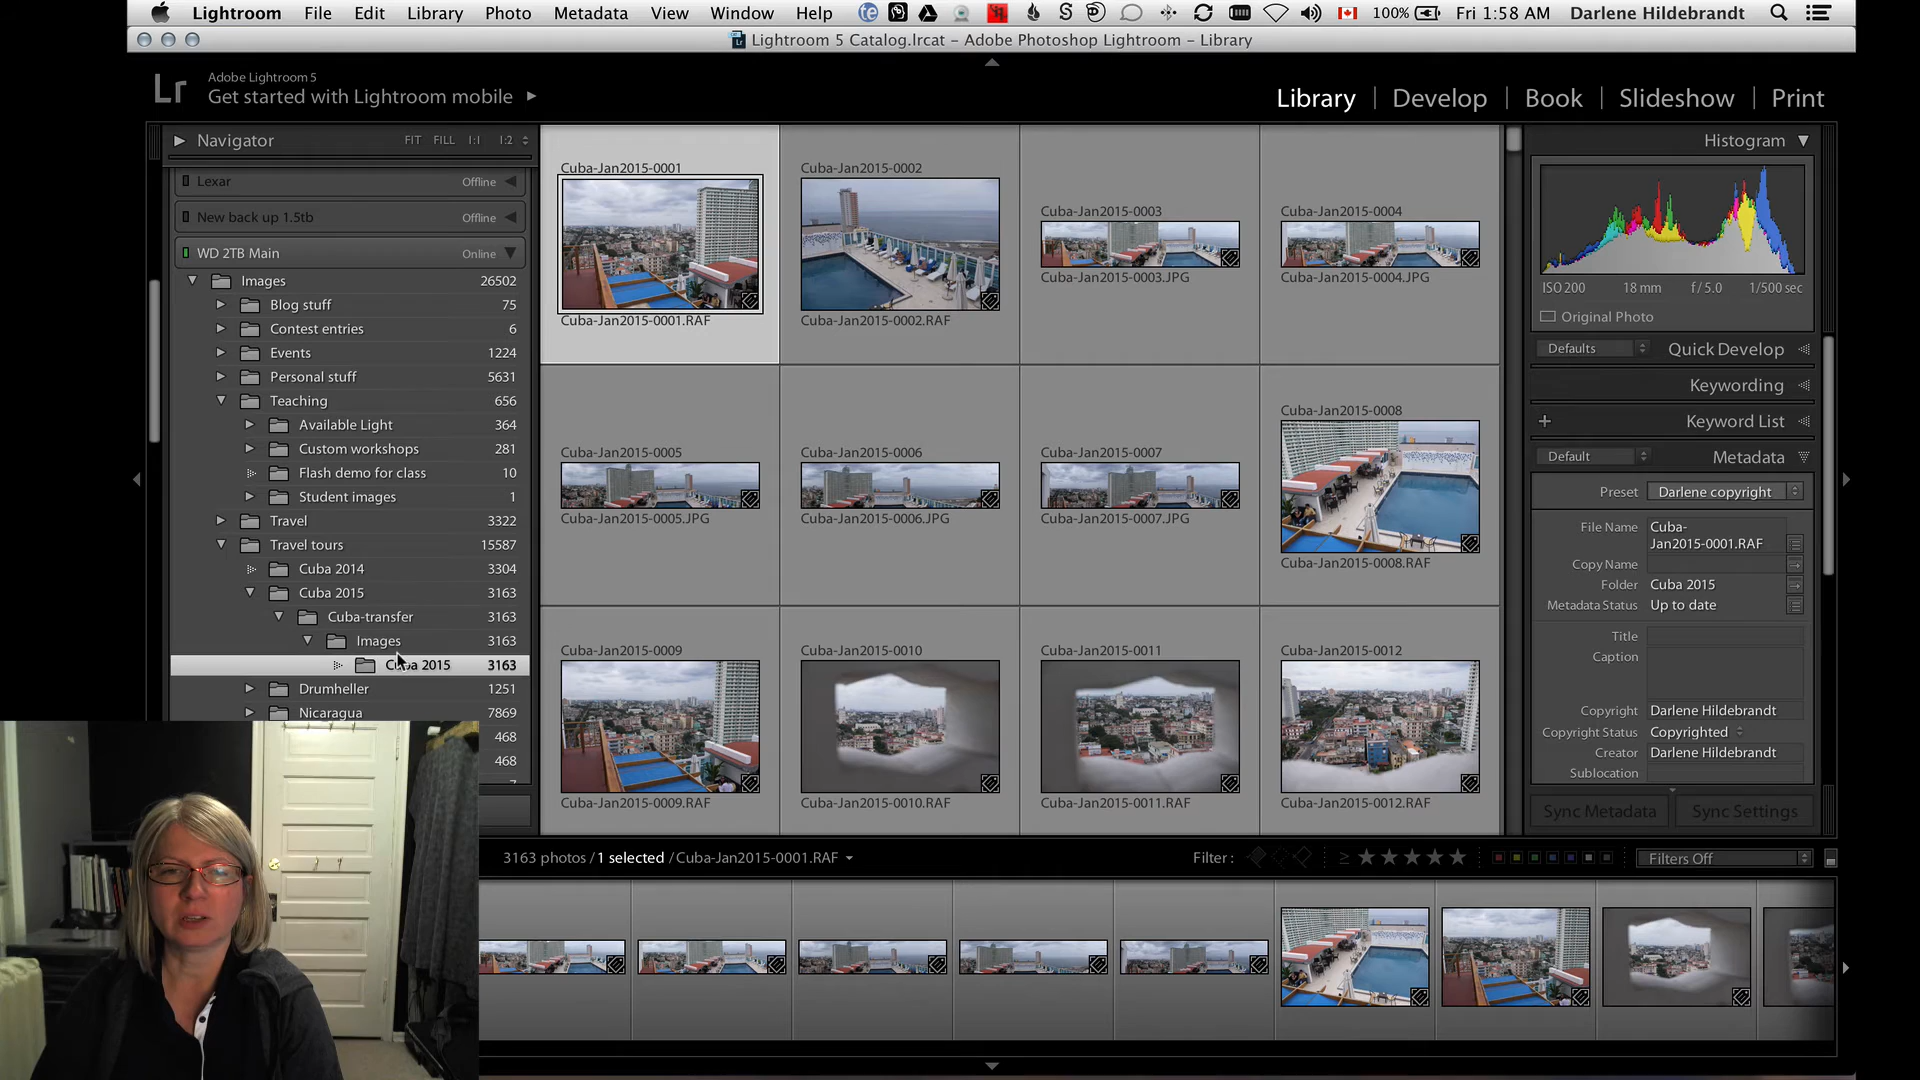 Lightroom File Edit Library Photo Metadata View Window Help 100% Fri 1:58 AM Darlene Hildebrandt
Lightroom 5 Catalog.lrcat – Adobe Photoshop Lightroom – Library
Lr
Adobe Lightroom 5
Get started with Lightroom mobile
Library | Develop | Book | Slideshow | Print
Navigator FIT FILL 1:1 1:2
Lexar Offline
New back up 1.5tb Offline
WD 2TB Main Online
Images 26502
Blog stuff 75
Contest entries 6
Events 1224
Personal stuff 5631
Teaching 656
Available Light 364
Custom workshops 281
Flash demo for class 10
Student images 1
Travel 3322
Travel tours 15587
Cuba 2014 3304
Cuba 2015 3163
Cuba-transfer 3163
Images 3163
Cuba 2015 3163
Drumheller 1251
Nicaragua 7869
468
468
Cuba-Jan2015-0001
Cuba-Jan2015-0001.RAF
Cuba-Jan2015-0002
Cuba-Jan2015-0002.RAF
Cuba-Jan2015-0003
Cuba-Jan2015-0003.JPG
Cuba-Jan2015-0004
Cuba-Jan2015-0004.JPG
Cuba-Jan2015-0005
Cuba-Jan2015-0005.JPG
Cuba-Jan2015-0006
Cuba-Jan2015-0006.JPG
Cuba-Jan2015-0007
Cuba-Jan2015-0007.JPG
Cuba-Jan2015-0008
Cuba-Jan2015-0008.RAF
Cuba-Jan2015-0009
Cuba-Jan2015-0009.RAF
Cuba-Jan2015-0010
Cuba-Jan2015-0010.RAF
Cuba-Jan2015-0011
Cuba-Jan2015-0011.RAF
Cuba-Jan2015-0012
Cuba-Jan2015-0012.RAF
Histogram
ISO 200 18 mm f / 5.0 1/500 sec
Original Photo
Defaults Quick Develop
Keywording
Keyword List
Default Metadata
Preset Darlene copyright
File Name Cuba-
Jan2015-0001.RAF
Copy Name
Folder Cuba 2015
Metadata Status Up to date
Title
Caption
Copyright Darlene Hildebrandt
Copyright Status Copyrighted
Creator Darlene Hildebrandt
Sublocation
Sync Metadata Sync Settings
3163 photos / 1 selected / Cuba-Jan2015-0001.RAF Filter : ≥ ★ ★ ★ ★ ★ Filters Off